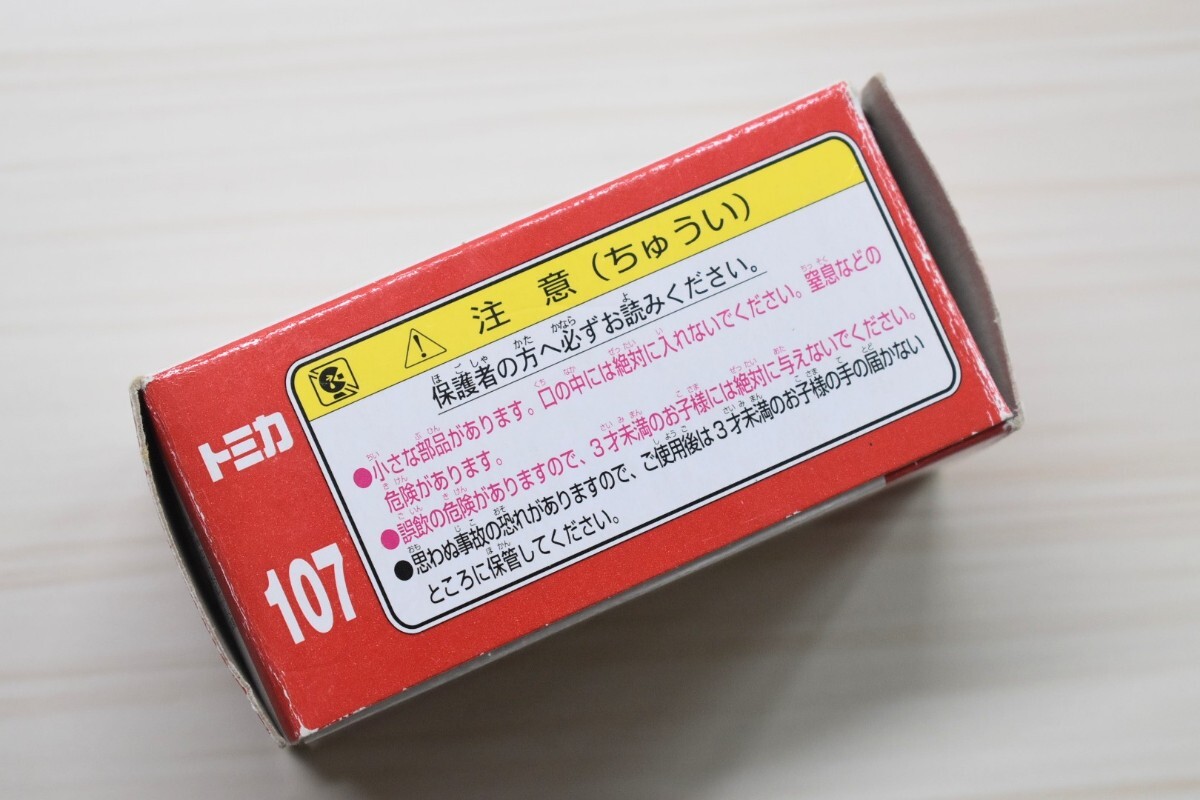 トミカ
107
注 意 (ちゅうい)
保護者の方へ必ずお読みください。
●小さな部品があります。口の中には絶対に入れないでください。窒息などの
危険があります。
●誤飲の危険がありますので、3才未満のお子様には絶対に与えないでください。
●思わぬ事故の恐れがありますので、ご使用後は3才未満のお子様の手の届かない
ところに保管してください。